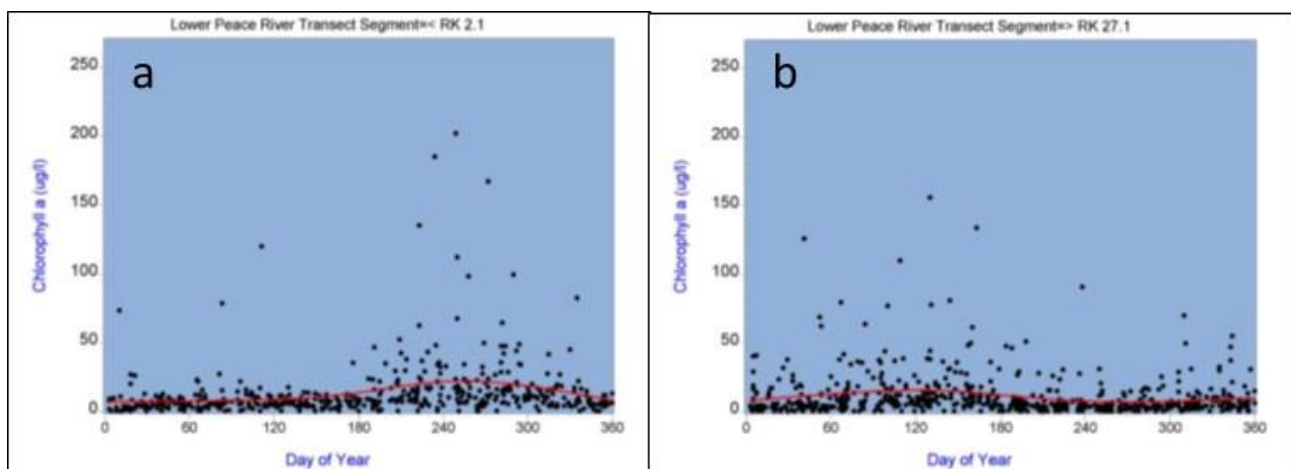 Lower Peace River Transect Segment=< RK 2.1
a
250
200
150
100
50
0
Chlorophyll a (ug/l)
0 60 120 180 240 300 360
Day of Year
Lower Peace River Transect Segment=> RK 27.1
b
250
200
150
100
50
0
Chlorophyll a (ug/l)
0 60 120 180 240 300 360
Day of Year